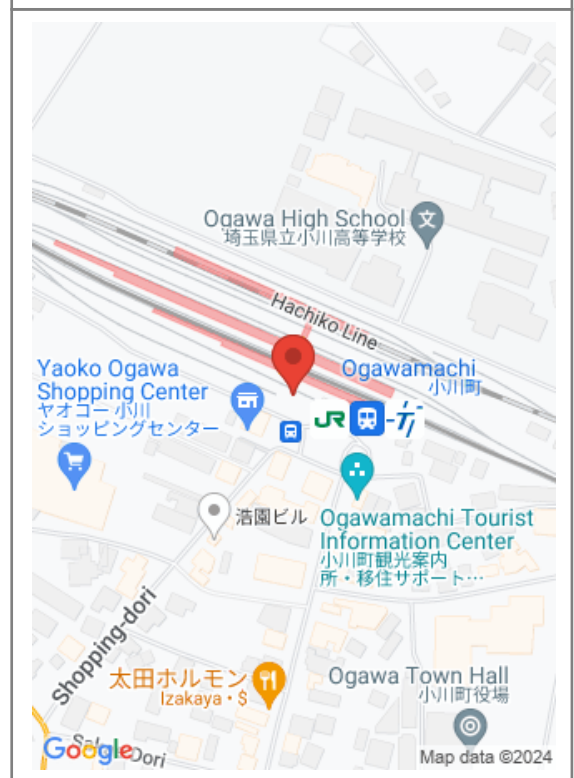 Ogawa High School
埼玉県立小川高等学校
Hachiko Line
Yaoko Ogawa
Shopping Center
ヤオコー 小川
ショッピングセンター
Ogawamachi
小川町
JR
浩園ビル
Ogawamachi Tourist
Information Center
小川町観光案内
所・移住サポート…
Shopping-dori
太田ホルモン
Izakaya・$
Ogawa Town Hall
小川町役場
Dori
Google
Map data ©2024